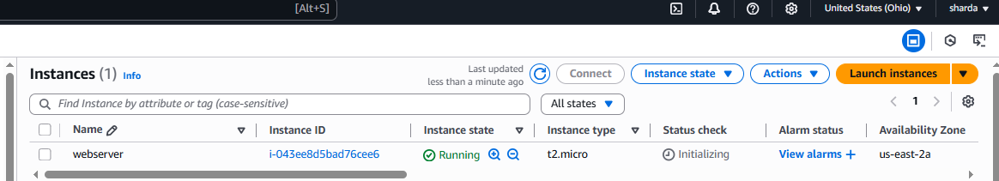 [Alt+S] United States (Ohio) sharda
Instances (1) Info Last updated less than a minute ago Connect Instance state Actions Launch instances
Find Instance by attribute or tag (case-sensitive) All states 1
Name Instance ID Instance state Instance type Status check Alarm status Availability Zone
webserver i-043ee8d5bad76cee6 Running t2.micro Initializing View alarms + us-east-2a